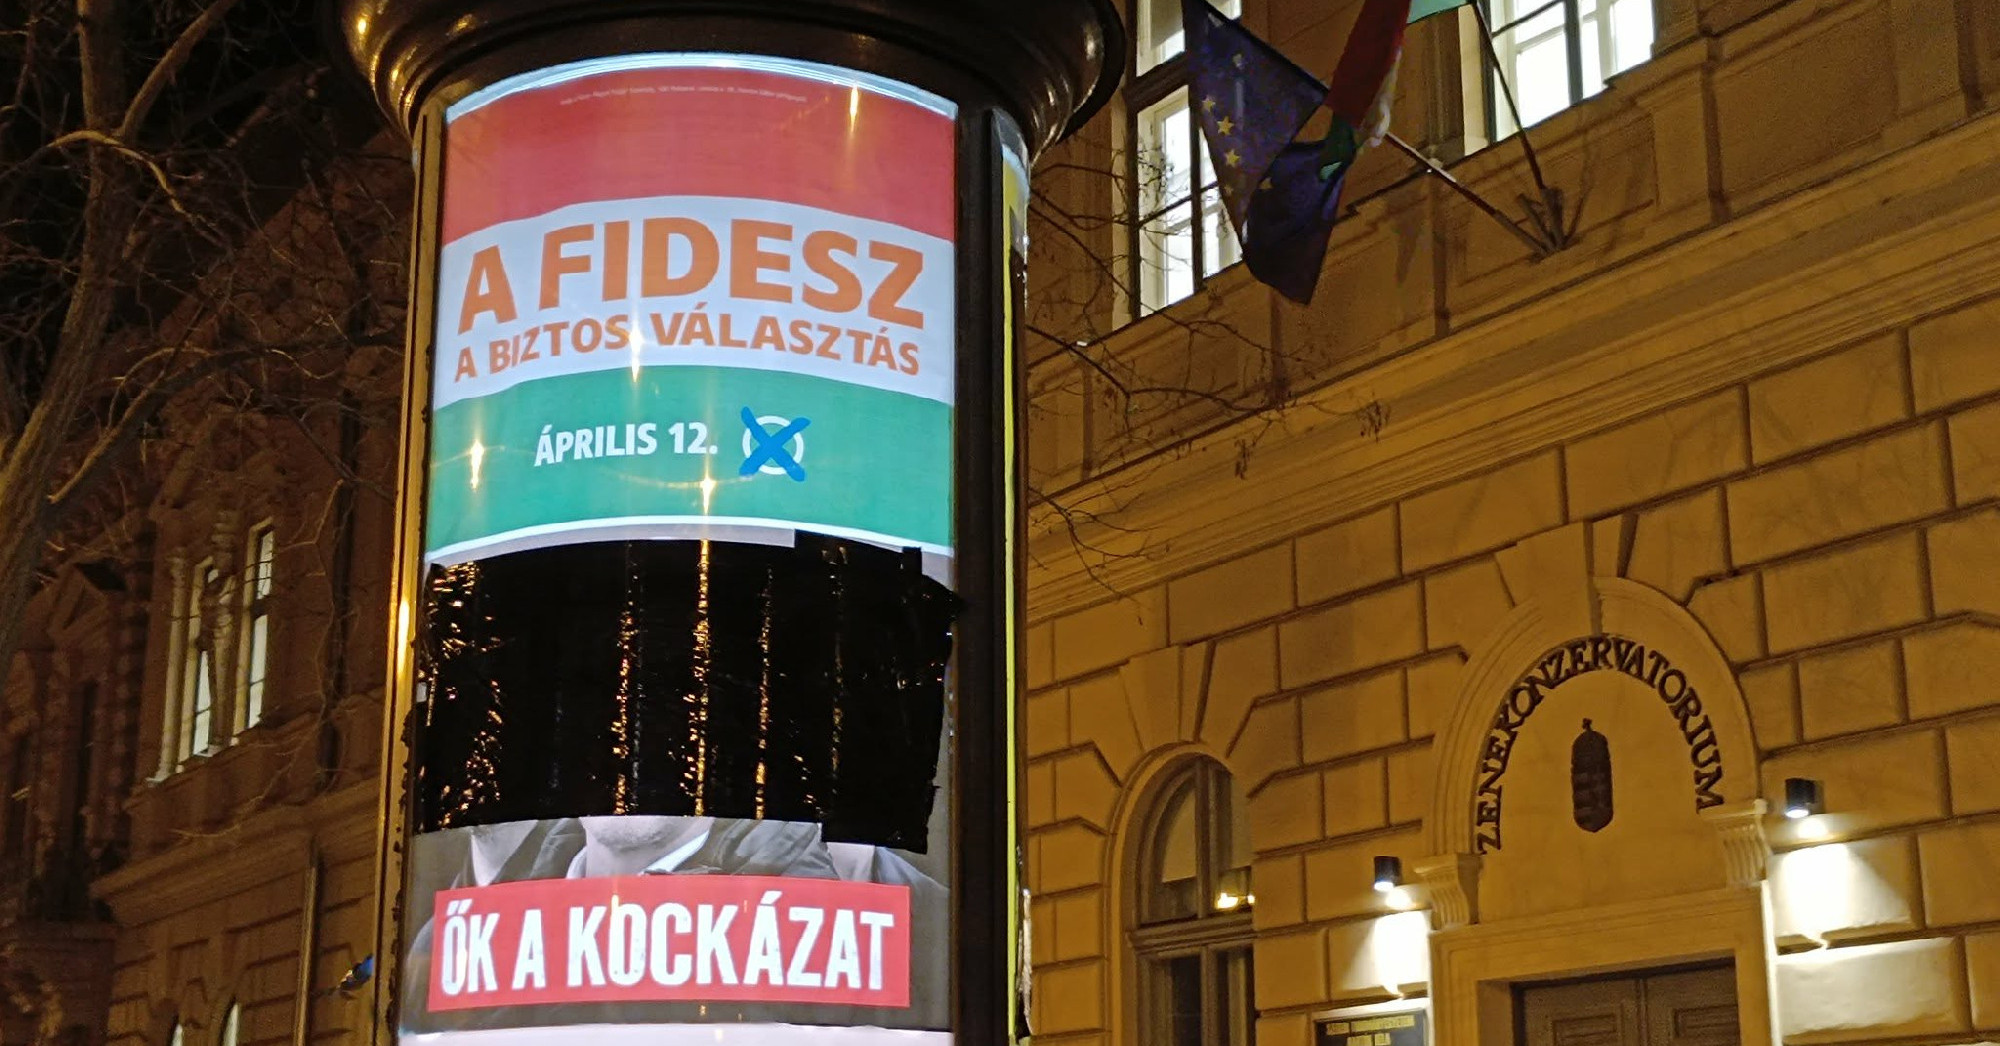 A FIDESZ
A BIZTOS VÁLASZTÁS
ÁPRILIS 12.
ŐK A KOCKÁZAT
ZENEKONZERVATORIUM